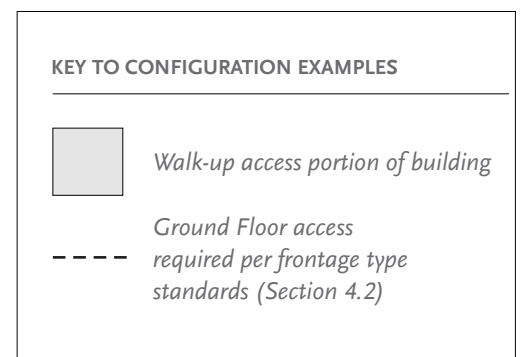 KEY TO CONFIGURATION EXAMPLES
Walk-up access portion of building
Ground Floor access
required per frontage type
standards (Section 4.2)